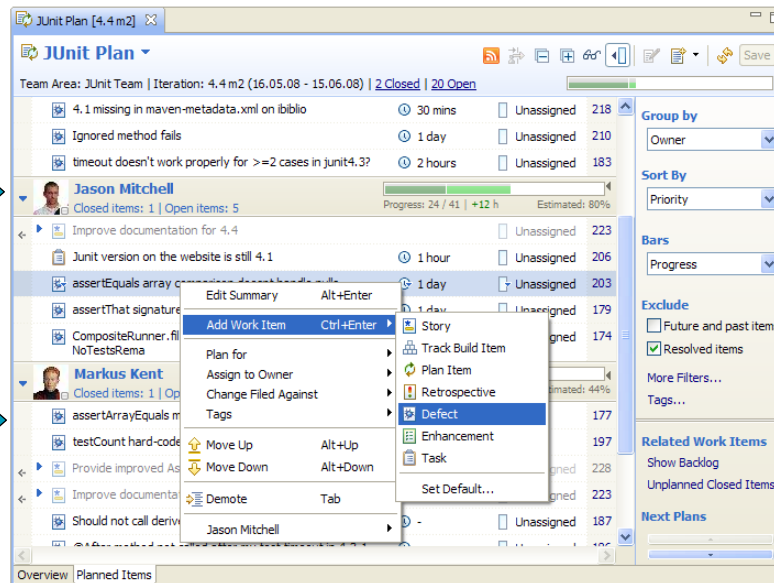 JUnit Plan [4.4 m2]
JUnit Plan
Save
Team Area: JUnit Team | Iteration: 4.4 m2 (16.05.08 - 15.06.08) | 2 Closed | 20 Open
4.1 missing in maven-metadata.xml on ibiblio 30 mins Unassigned 218
Ignored method fails 1 day Unassigned 210
timeout doesn't work properly for >=2 cases in junit4.3? 2 hours Unassigned 183
Jason Mitchell
Closed items: 1 | Open items: 5 Progress: 24 / 41 | +12 h Estimated: 80%
Improve documentation for 4.4 Unassigned 223
Junit version on the website is still 4.1 1 hour Unassigned 206
assertEquals array comparison doesnt handle nulls 1 day Unassigned 203
assertThat signature 1 day Unassigned 179
CompositeRunner.fil gned 174
NoTestsRema
Markus Kent
Closed items: 1 | Op imated: 44%
assertArrayEquals m 177
testCount hard-code 197
Provide improved As gned 228
Improve documenta gned 223
Should not call deriv - Unassigned 187
Edit Summary Alt+Enter
Add Work Item Ctrl+Enter
Plan for
Assign to Owner
Change Filed Against
Tags
Move Up Alt+Up
Move Down Alt+Down
Demote Tab
Jason Mitchell
Story
Track Build Item
Plan Item
Retrospective
Defect
Enhancement
Task
Set Default...
Group by
Owner
Sort By
Priority
Bars
Progress
Exclude
Future and past item
Resolved items
More Filters...
Tags...
Related Work Items
Show Backlog
Unplanned Closed Items
Next Plans
Overview Planned Items